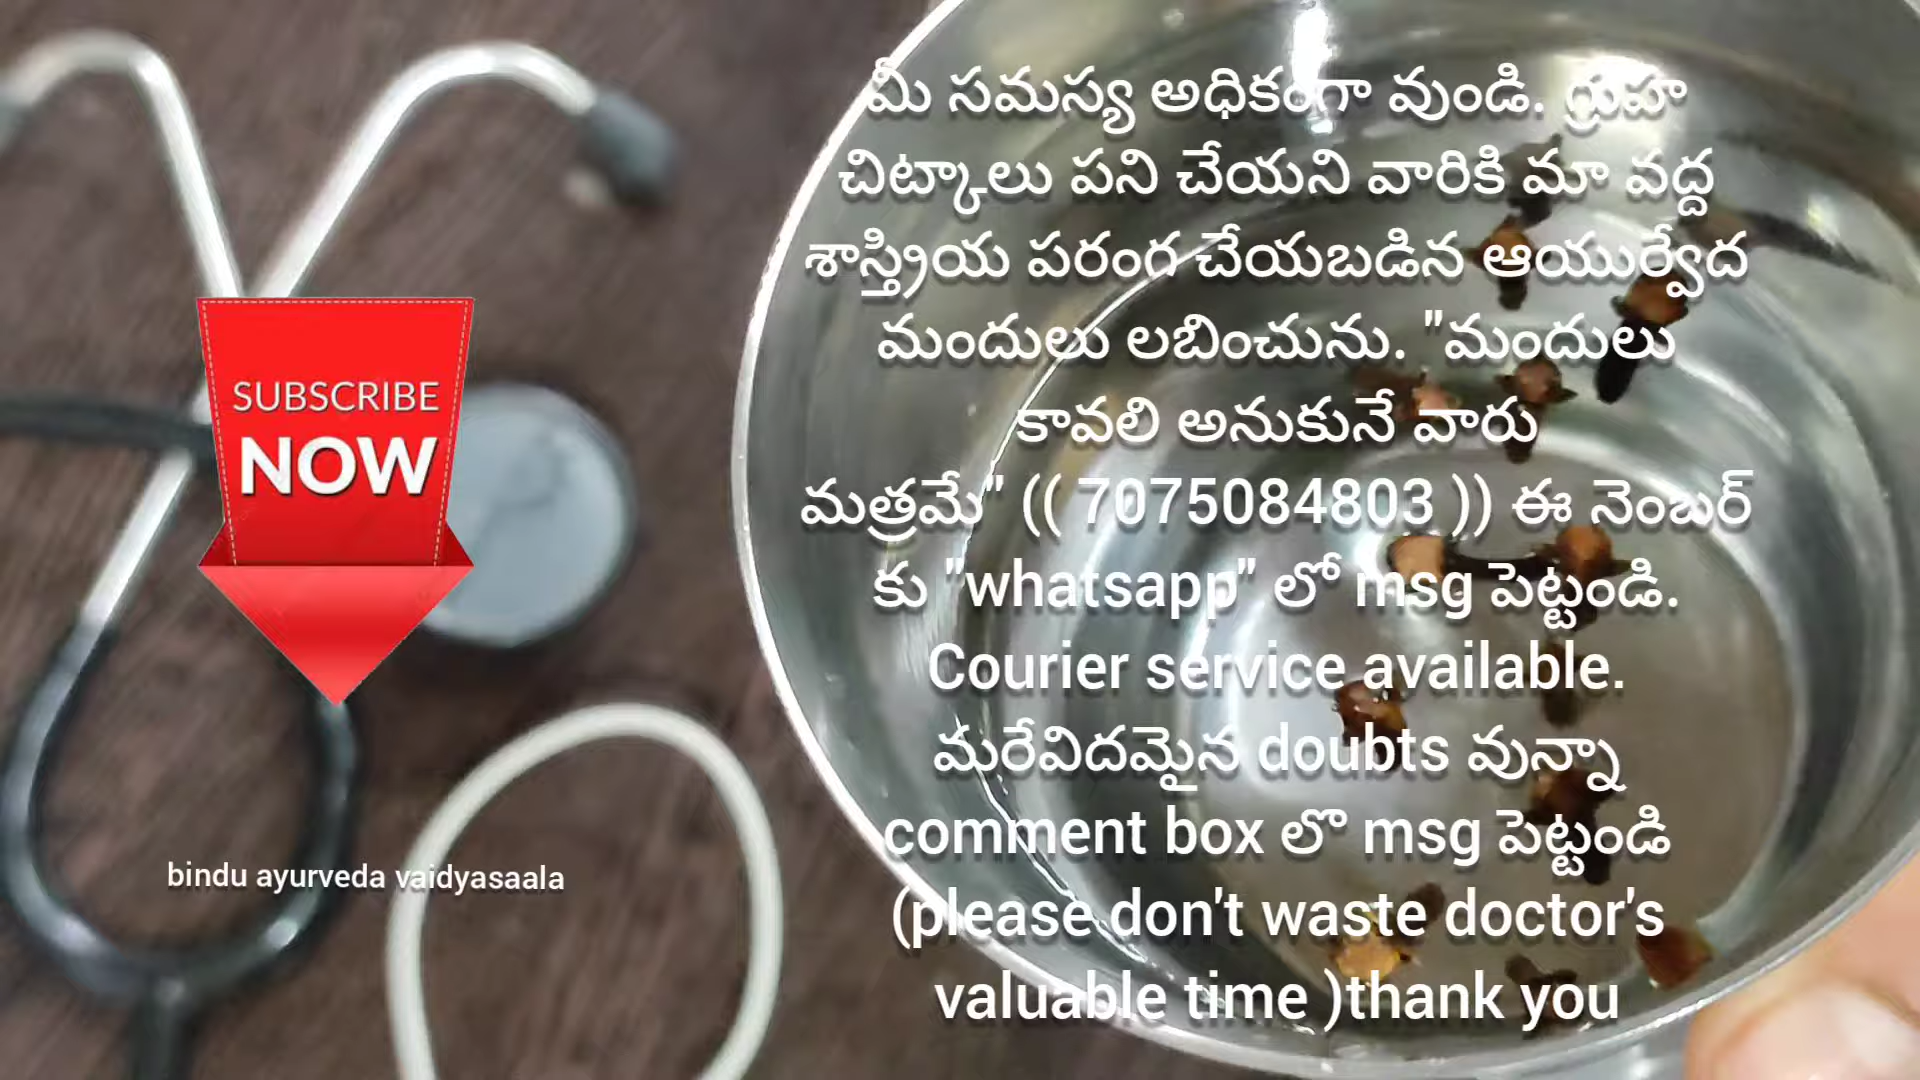 SUBSCRIBE
NOW
bindu ayurveda vaidyasaala
మీ సమస్య అధికంగా వుండి. గ్రుహ
చిట్కాలు పని చేయని వారికి మా వద్ద
శాస్త్రియ పరంగ చేయబడిన ఆయుర్వేద
మందులు లబించును. "మందులు
కావలి అనుకునే వారు
మత్రమే" (( 7075084803 )) ఈ నెంబర్
కు "whatsapp" లో msg పెట్టండి.
Courier service available.
మరేవిదమైన doubts వున్నా
comment box లొ msg పెట్టండి
(please don't waste doctor's
valuable time )thank you